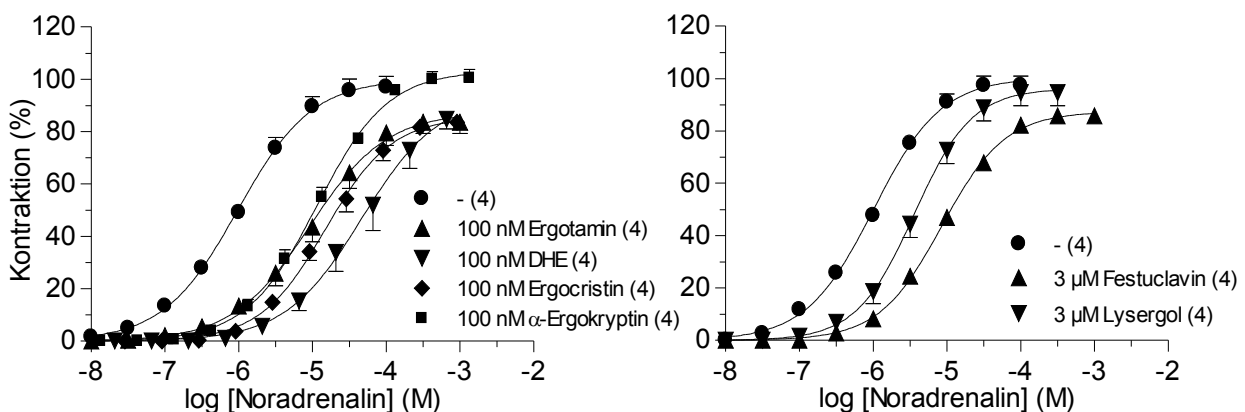 Kontraktion (%)
120
100
80
60
40
20
0
-8 -7 -6 -5 -4 -3 -2
log [Noradrenalin] (M)
- (4)
100 nM Ergotamin (4)
100 nM DHE (4)
100 nM Ergocristin (4)
100 nM α-Ergokryptin (4)
120
100
80
60
40
20
0
-8 -7 -6 -5 -4 -3 -2
log [Noradrenalin] (M)
- (4)
3 µM Festuclavin (4)
3 µM Lysergol (4)